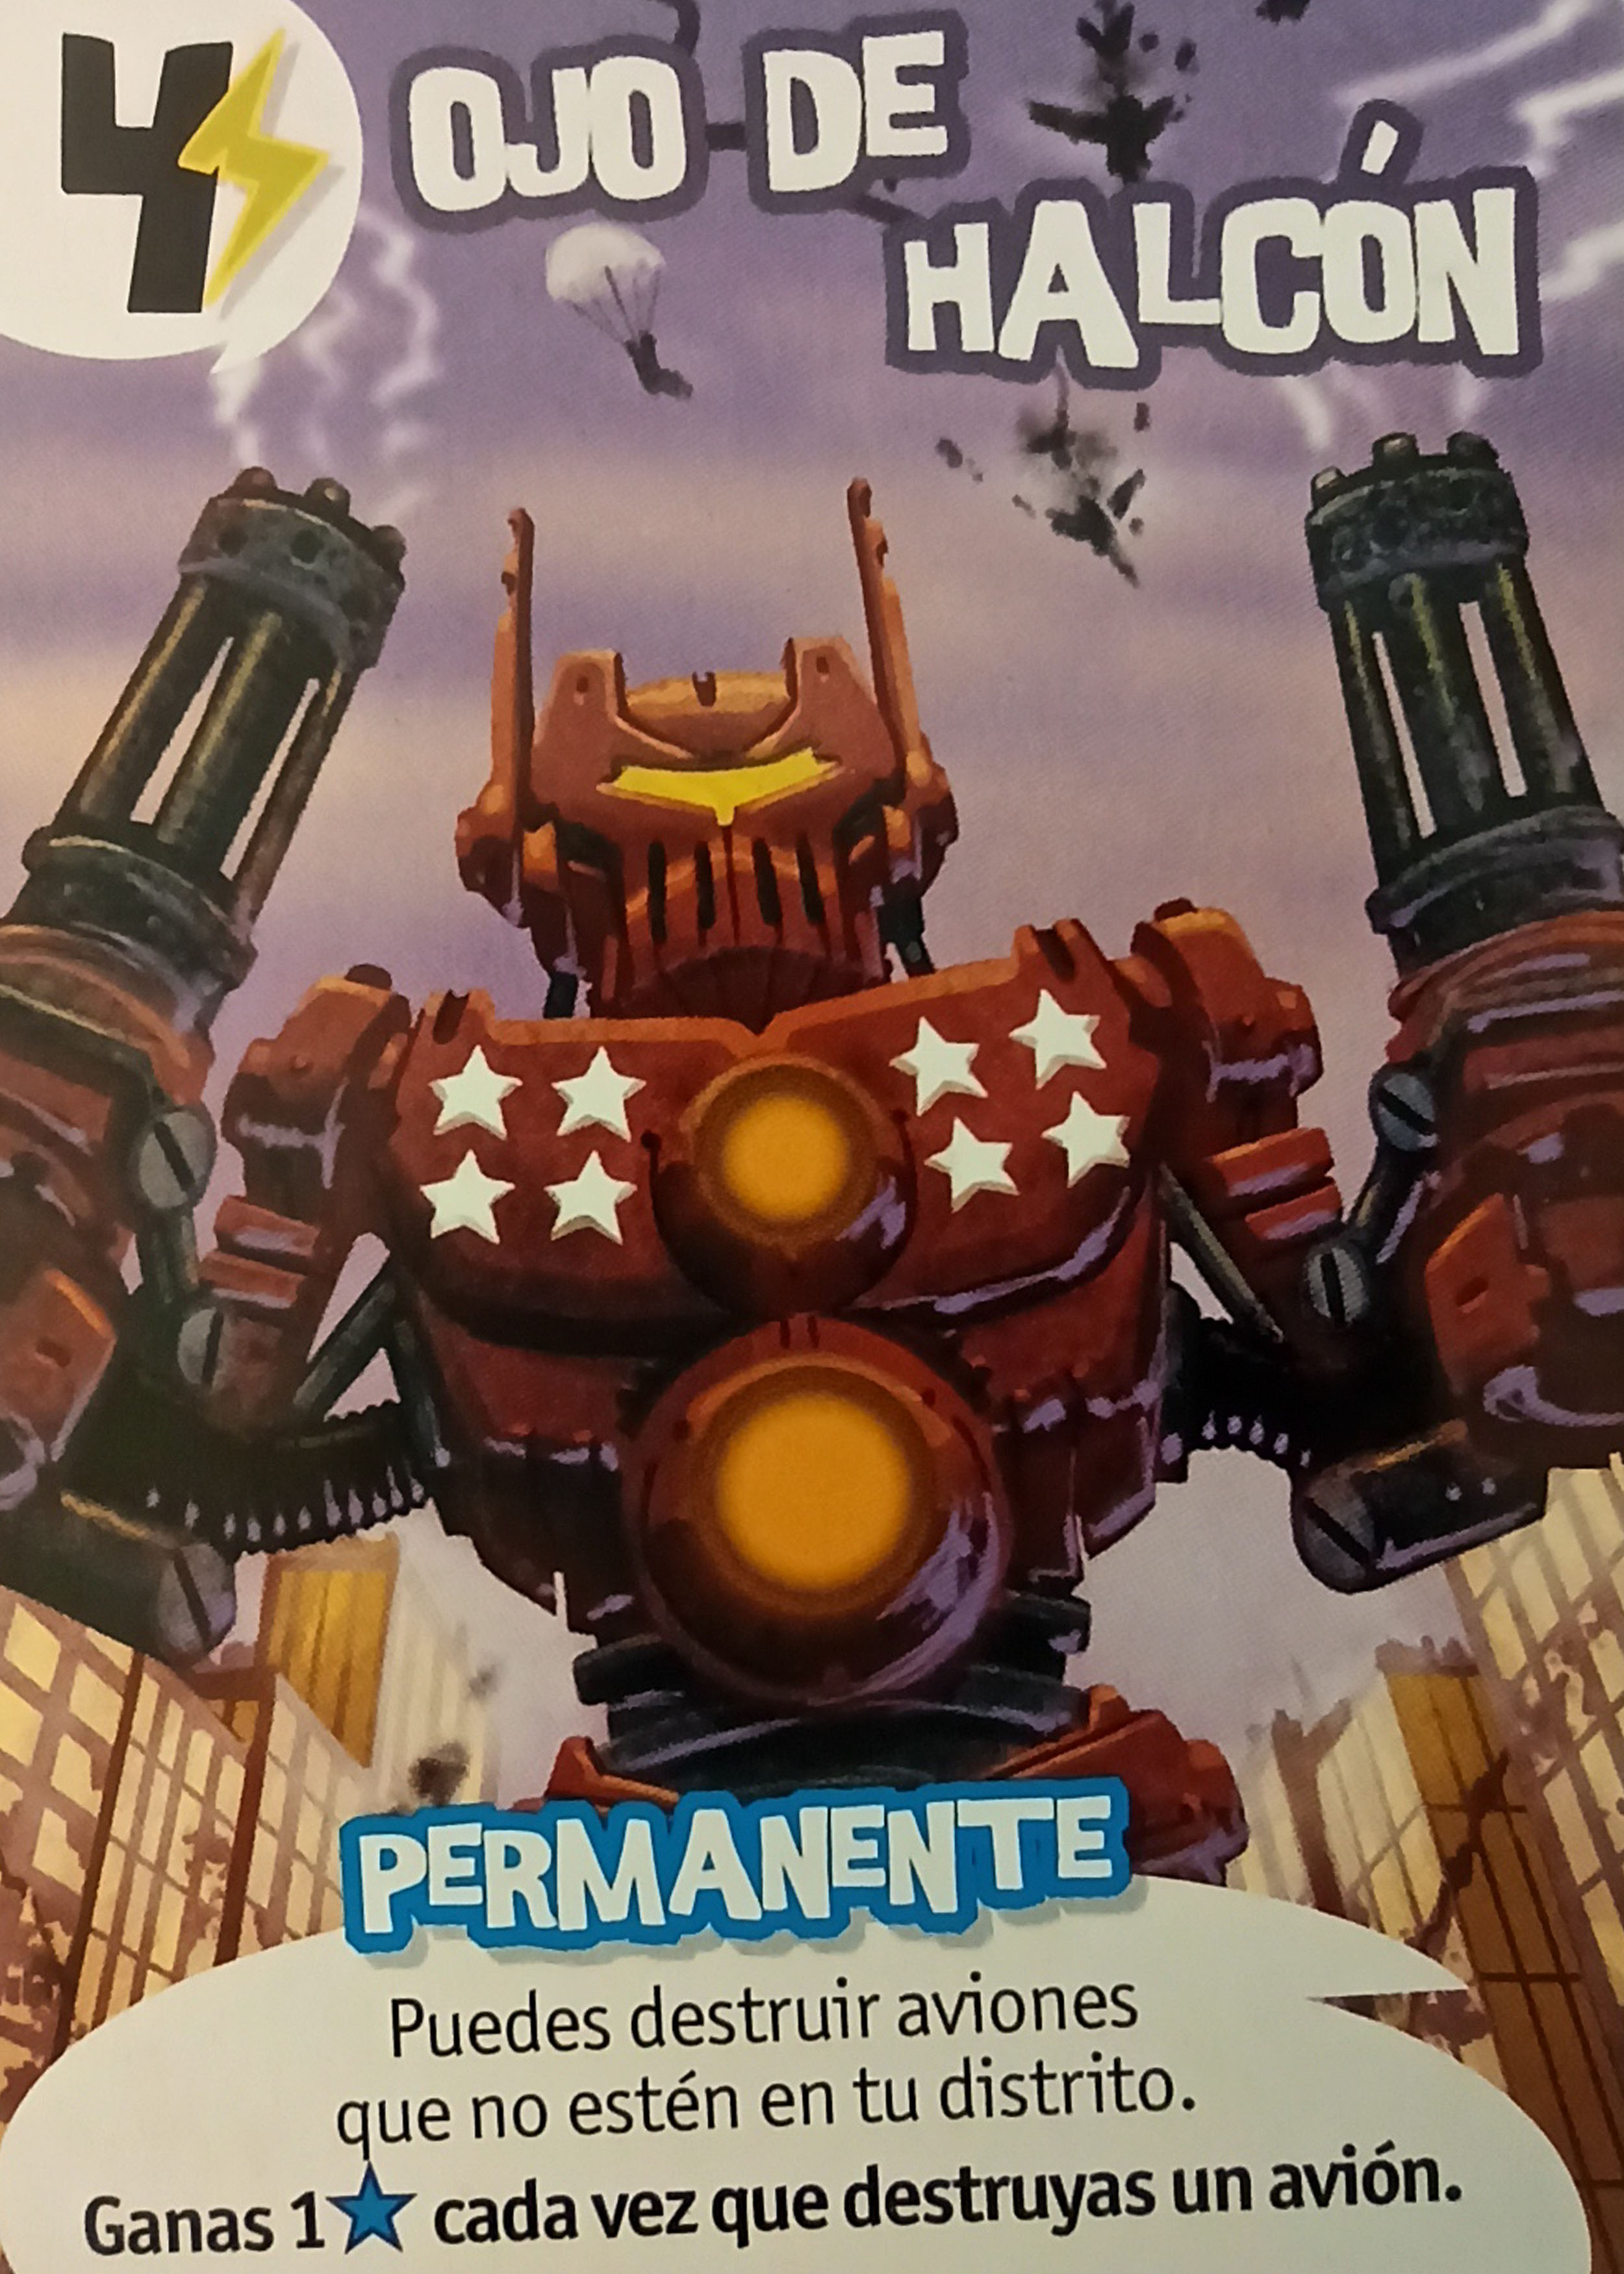 4
OJO DE
HALCÓN
PERMANENTE
Puedes destruir aviones
que no estén en tu distrito.
Ganas 1 cada vez que destruyas un avión.